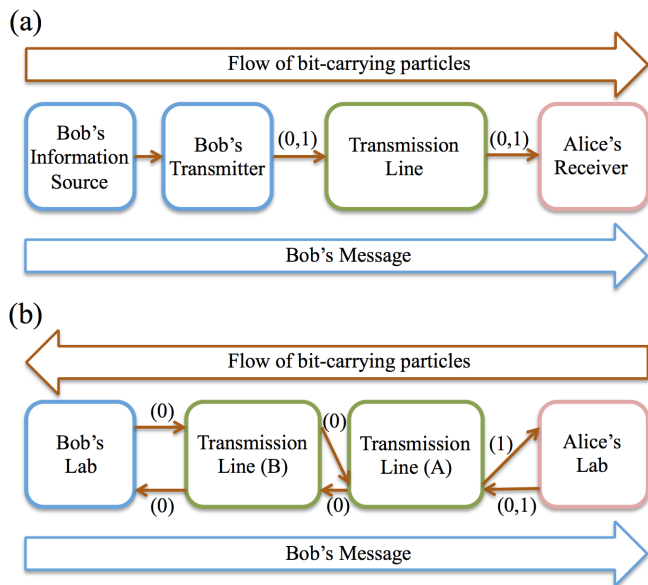 (a)
Flow of bit-carrying particles
Bob's
Information
Source
Bob's
Transmitter
(0,1)
Transmission
Line
(0,1)
Alice's
Receiver
Bob's Message
(b)
Flow of bit-carrying particles
Bob's
Lab
(0)
(0)
Transmission
Line (B)
(0)
(0)
Transmission
Line (A)
(1)
(0,1)
Alice's
Lab
Bob's Message